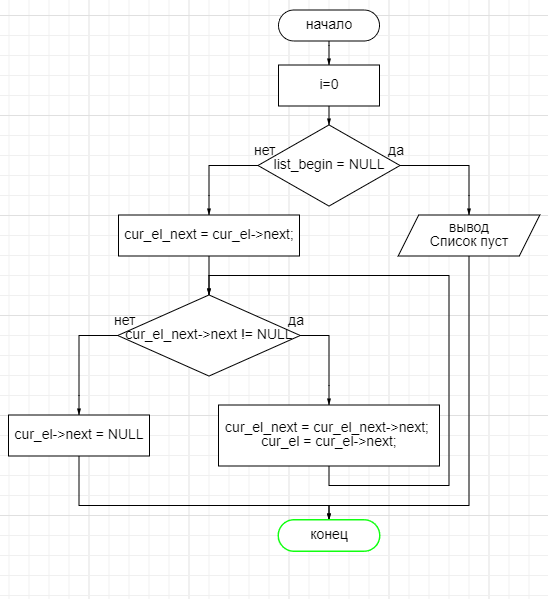 начало
i=0
нет
да
list_begin = NULL
cur_el_next = cur_el->next;
вывод
Список пуст
нет
да
cur_el_next->next != NULL
cur_el->next = NULL
cur_el_next = cur_el_next->next;
cur_el = cur_el->next;
конец